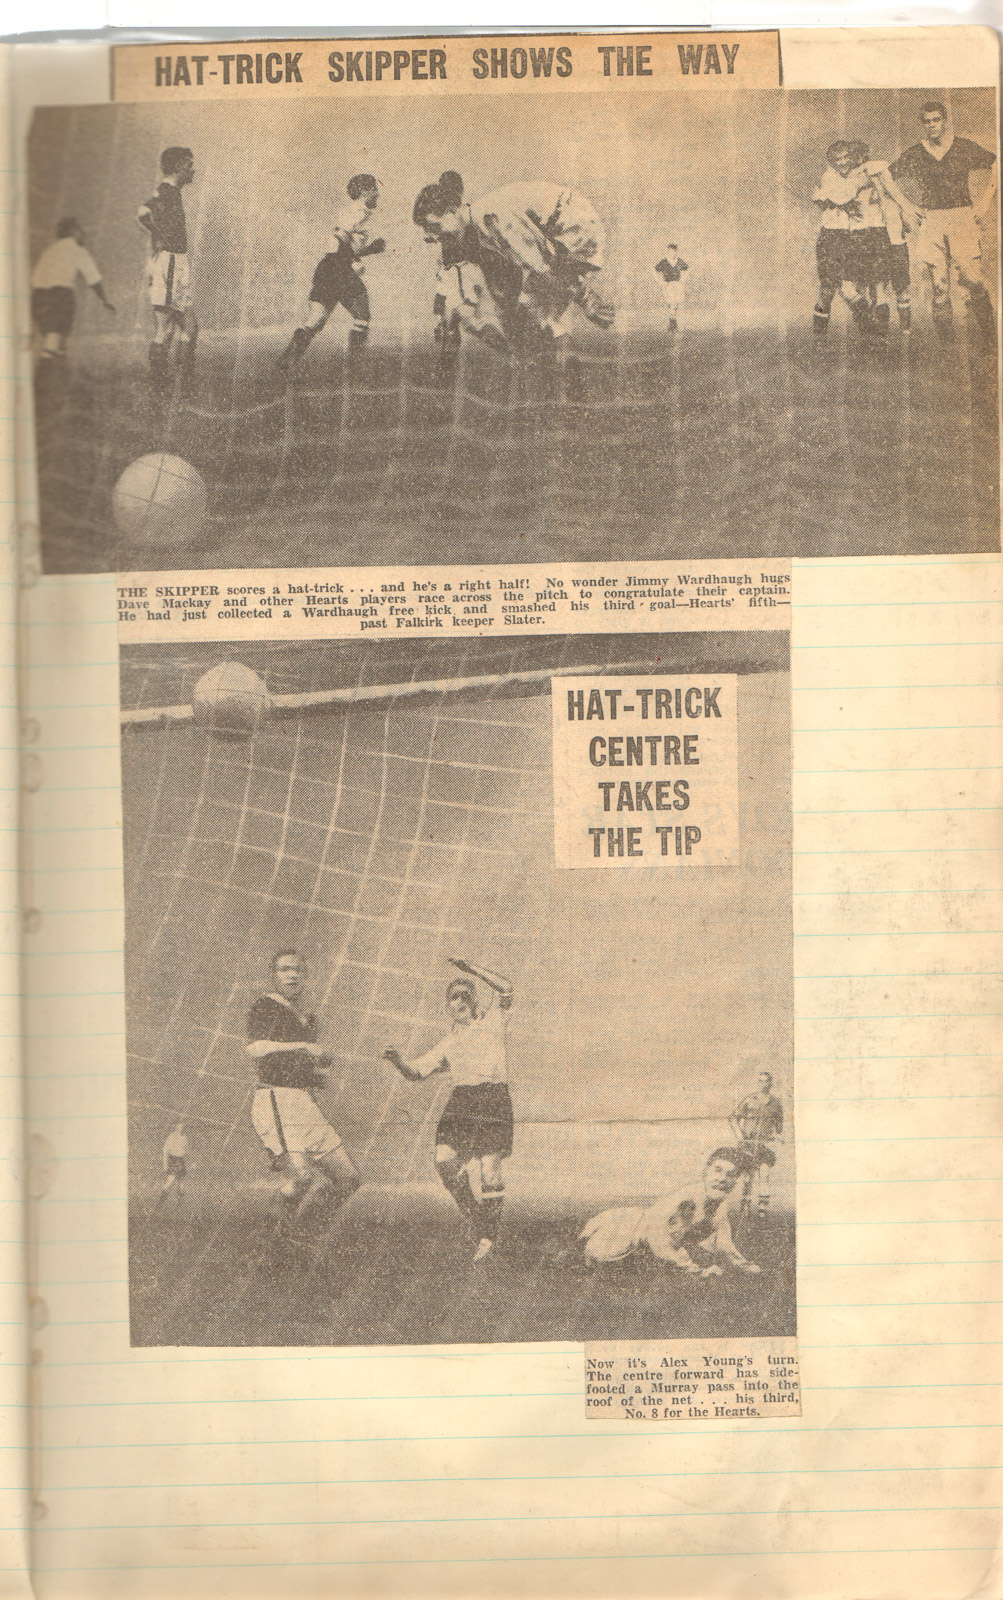 HAT-TRICK SKIPPER SHOWS THE WAY
THE SKIPPER scores a hat-trick . . . and he's a right half! No wonder Jimmy Wardhaugh hugs
Dave Mackay and other Hearts players race across the pitch to congratulate their captain.
He had just collected a Wardhaugh free kick and smashed his third goal—Hearts' fifth—
past Falkirk keeper Slater.
HAT-TRICK
CENTRE
TAKES
THE TIP
Now it's Alex Young's turn.
The centre forward has side-
footed a Murray pass into the
roof of the net . . . his third,
No. 8 for the Hearts.